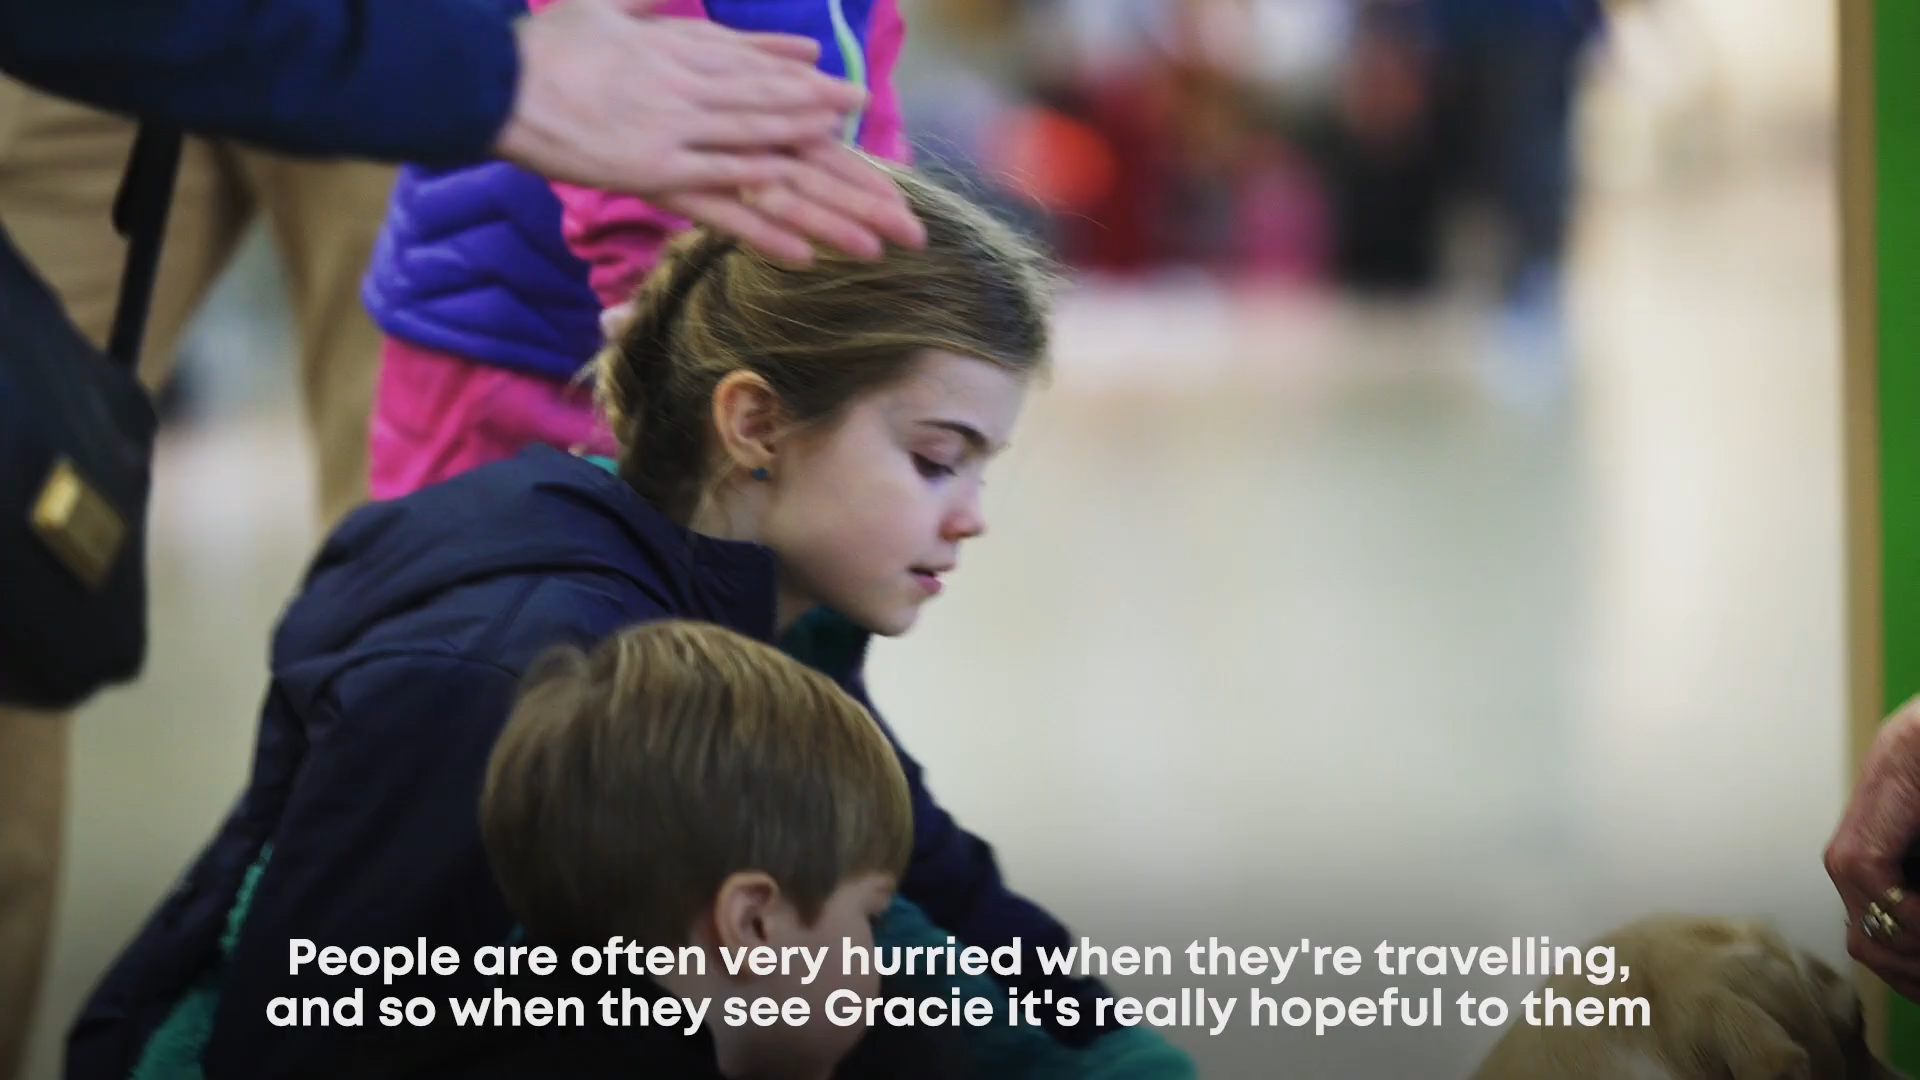 People are often very hurried when they're travelling,
and so when they see Gracie it's really hopeful to them